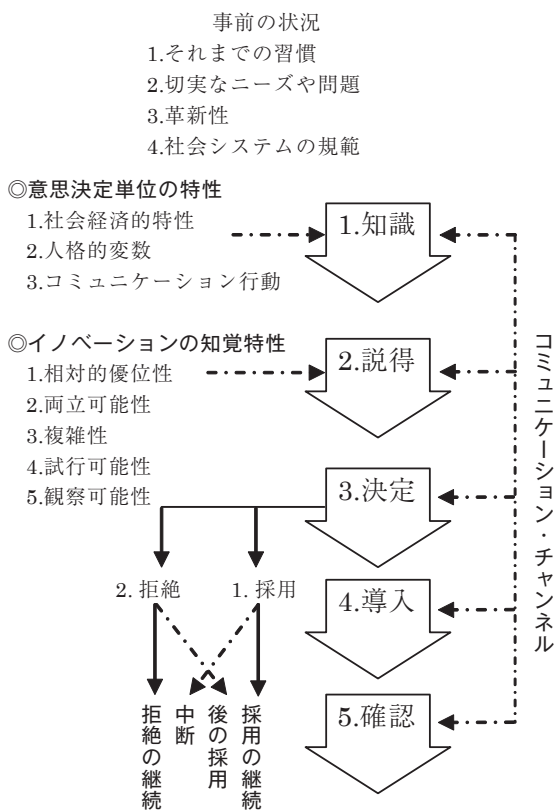 事前の状況
1.それまでの習慣
2.切実なニーズや問題
3.革新性
4.社会システムの規範
◎意思決定単位の特性
1.社会経済的特性
2.人格的変数
3.コミュニケーション行動
1.知識
◎イノベーションの知覚特性
1.相対的優位性
2.両立可能性
3.複雑性
4.試行可能性
5.観察可能性
2.説得
3.決定
2. 拒絶
1. 採用
4.導入
5.確認
拒絶の継続
中断
後の採用
採用の継続
コミュニケーション・チャンネル